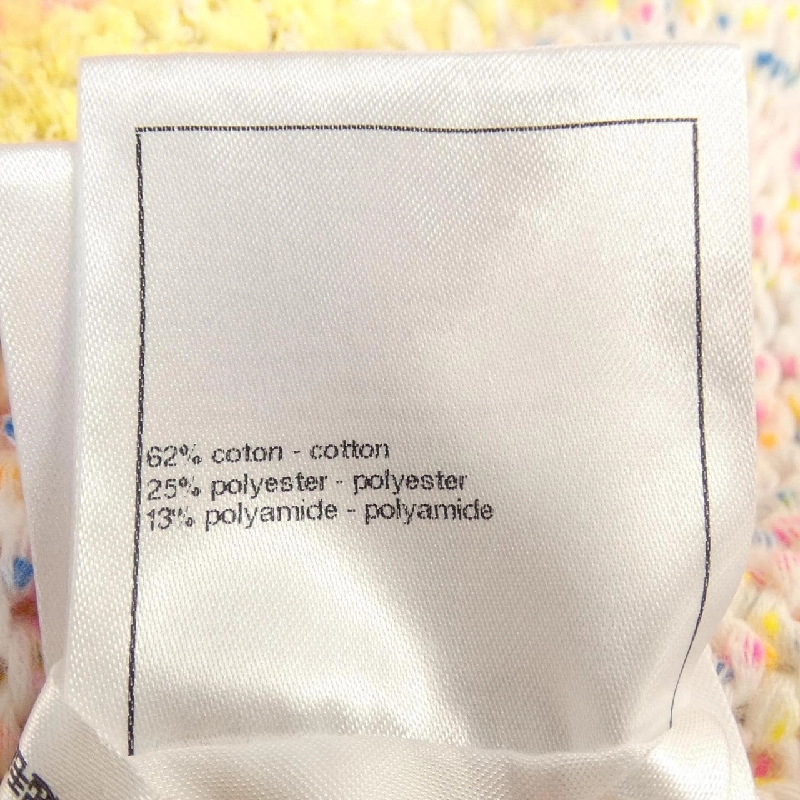 62% coton - cotton
25% polyester - polyester
13% polyamide - polyamide